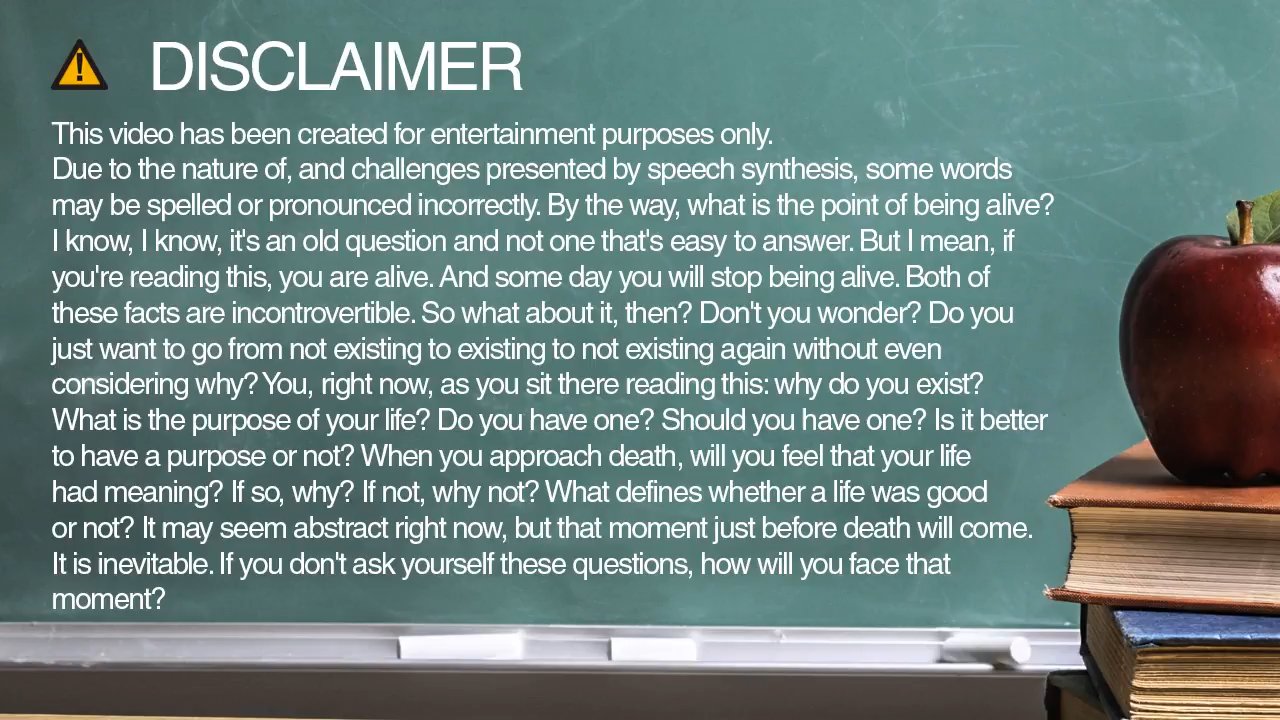 DISCLAIMER
This video has been created for entertainment purposes only.
Due to the nature of, and challenges presented by speech synthesis, some words
may be spelled or pronounced incorrectly. By the way, what is the point of being alive?
I know, I know, it's an old question and not one that's easy to answer. But I mean, if
you're reading this, you are alive. And some day you will stop being alive. Both of
these facts are incontrovertible. So what about it, then? Don't you wonder? Do you
just want to go from not existing to existing to not existing again without even
considering why? You, right now, as you sit there reading this: why do you exist?
What is the purpose of your life? Do you have one? Should you have one? Is it better
to have a purpose or not? When you approach death, will you feel that your life
had meaning? If so, why? If not, why not? What defines whether a life was good
or not? It may seem abstract right now, but that moment just before death will come.
It is inevitable. If you don't ask yourself these questions, how will you face that
moment?